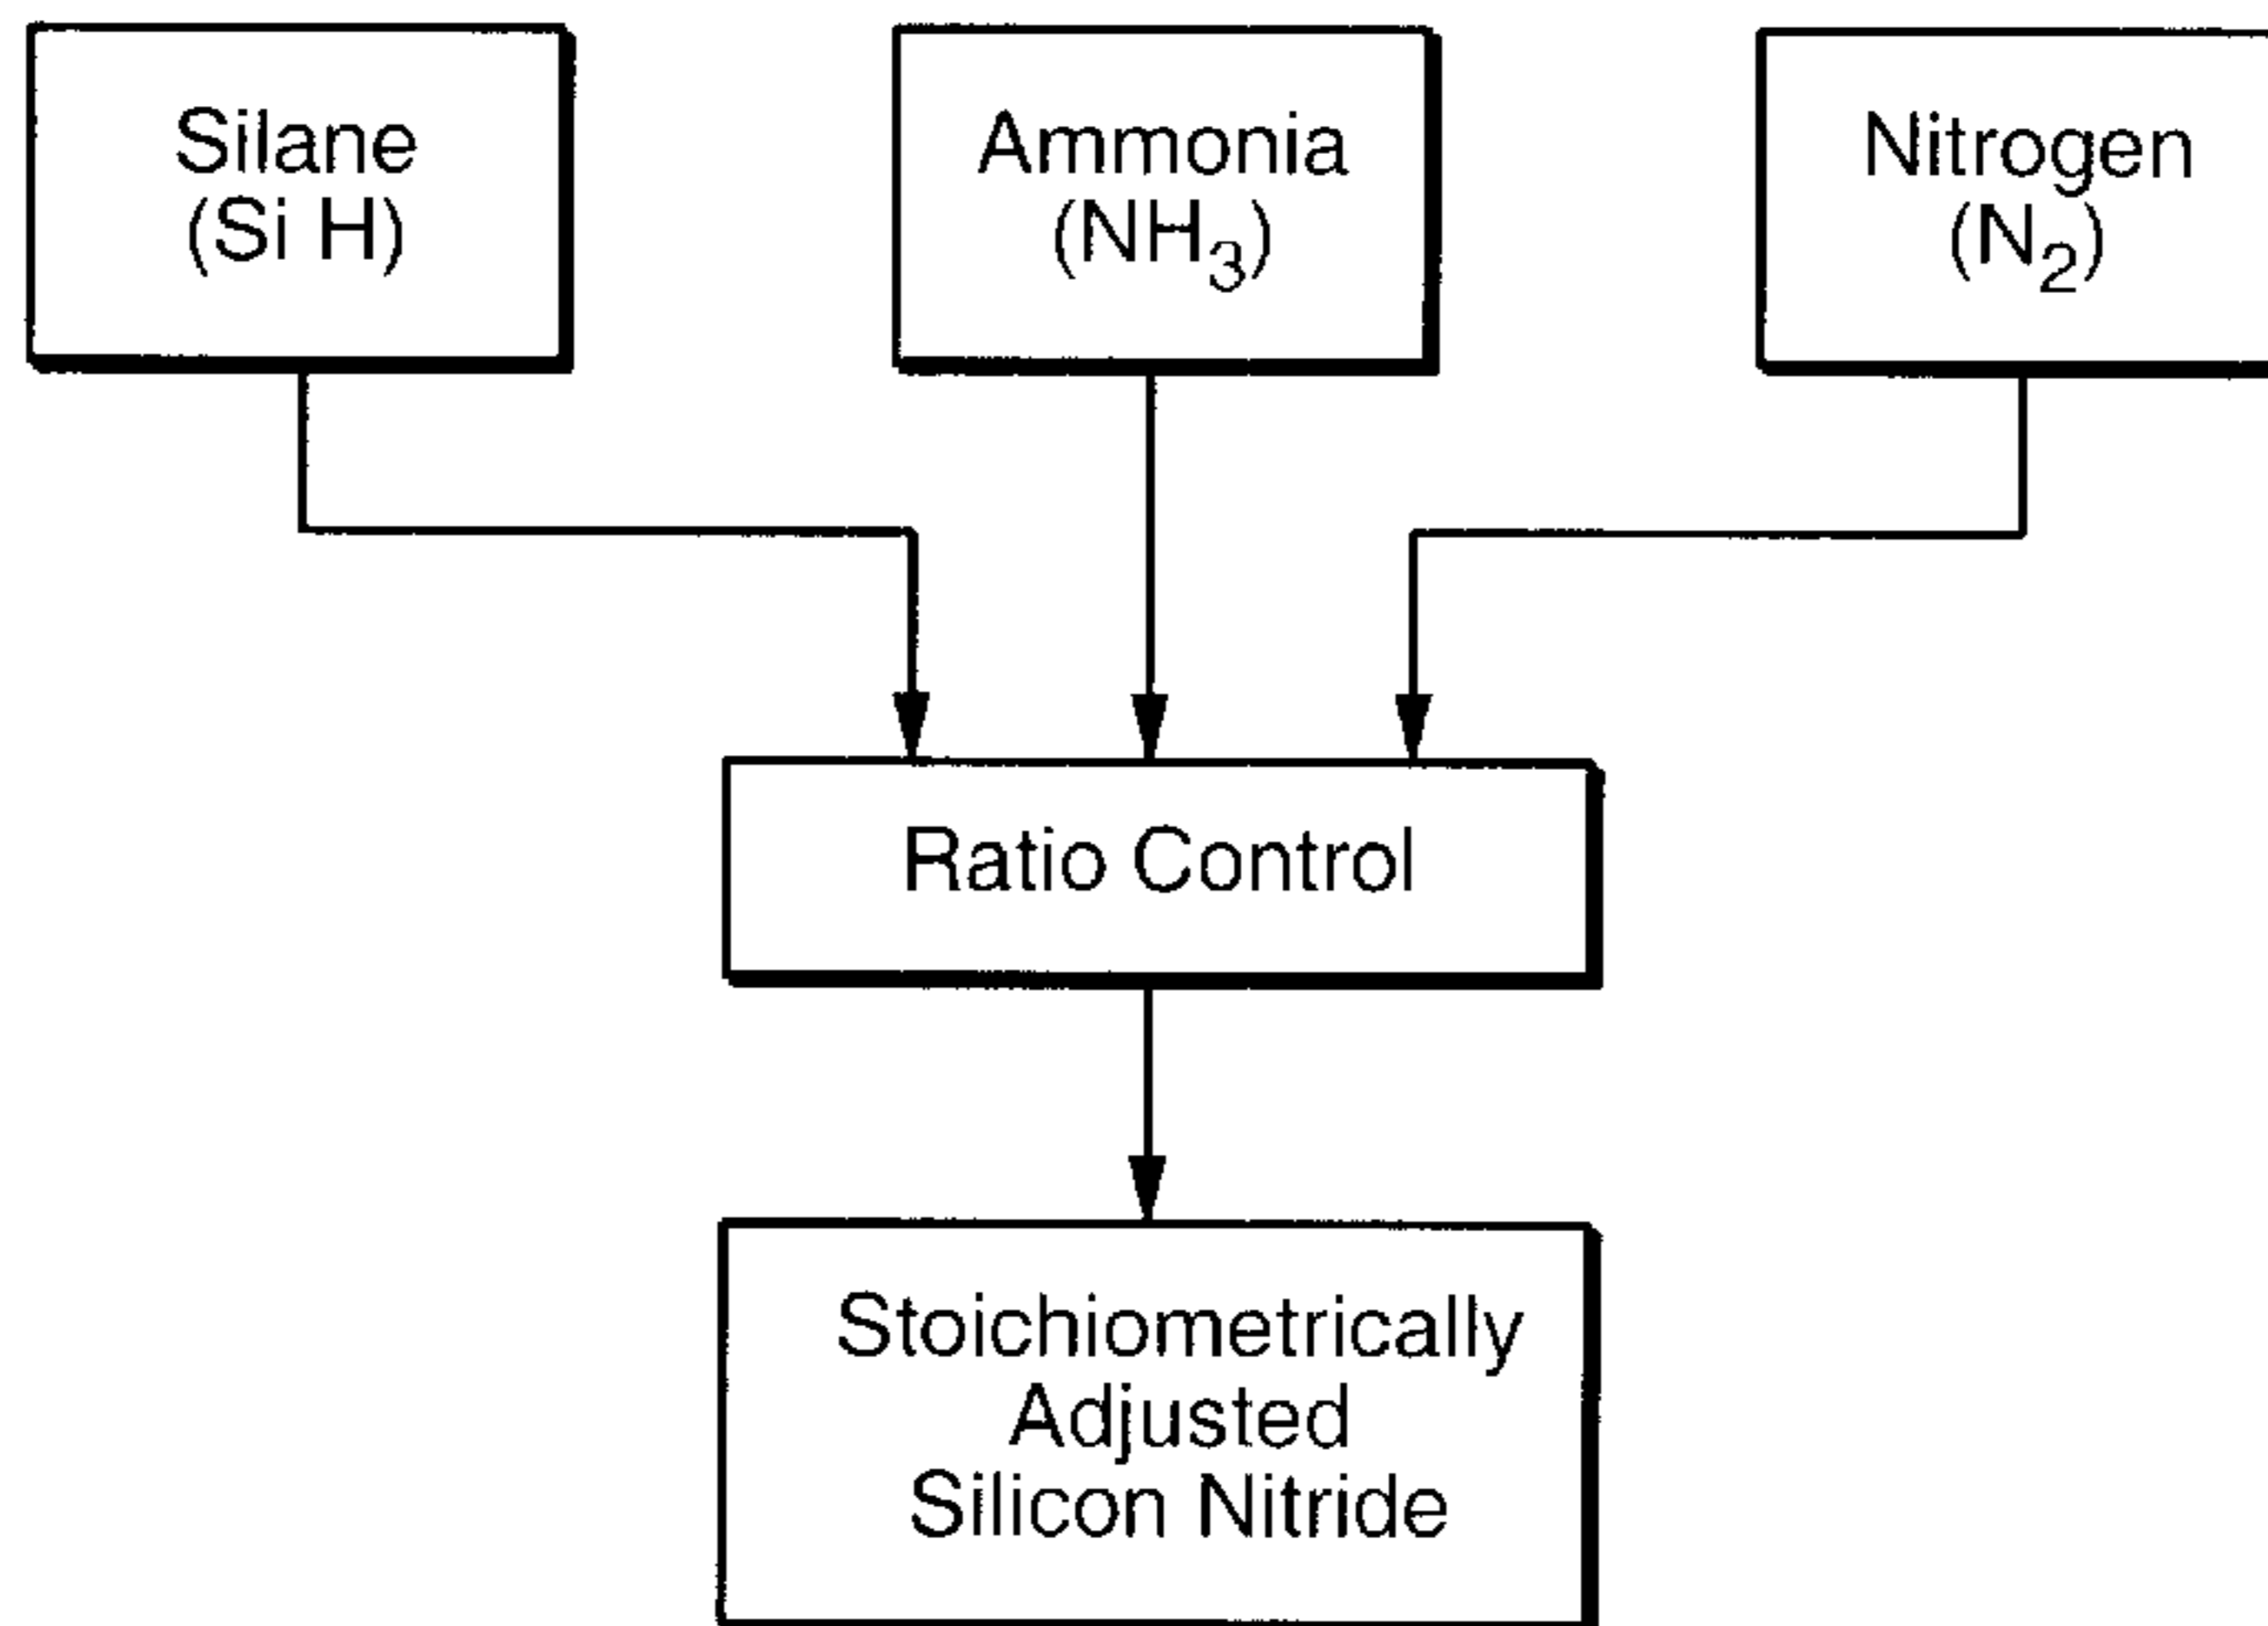 Silane
(Si H)
Ammonia
(NH₃)
Nitrogen
(N₂)
Ratio Control
Stoichiometrically
Adjusted
Silicon Nitride